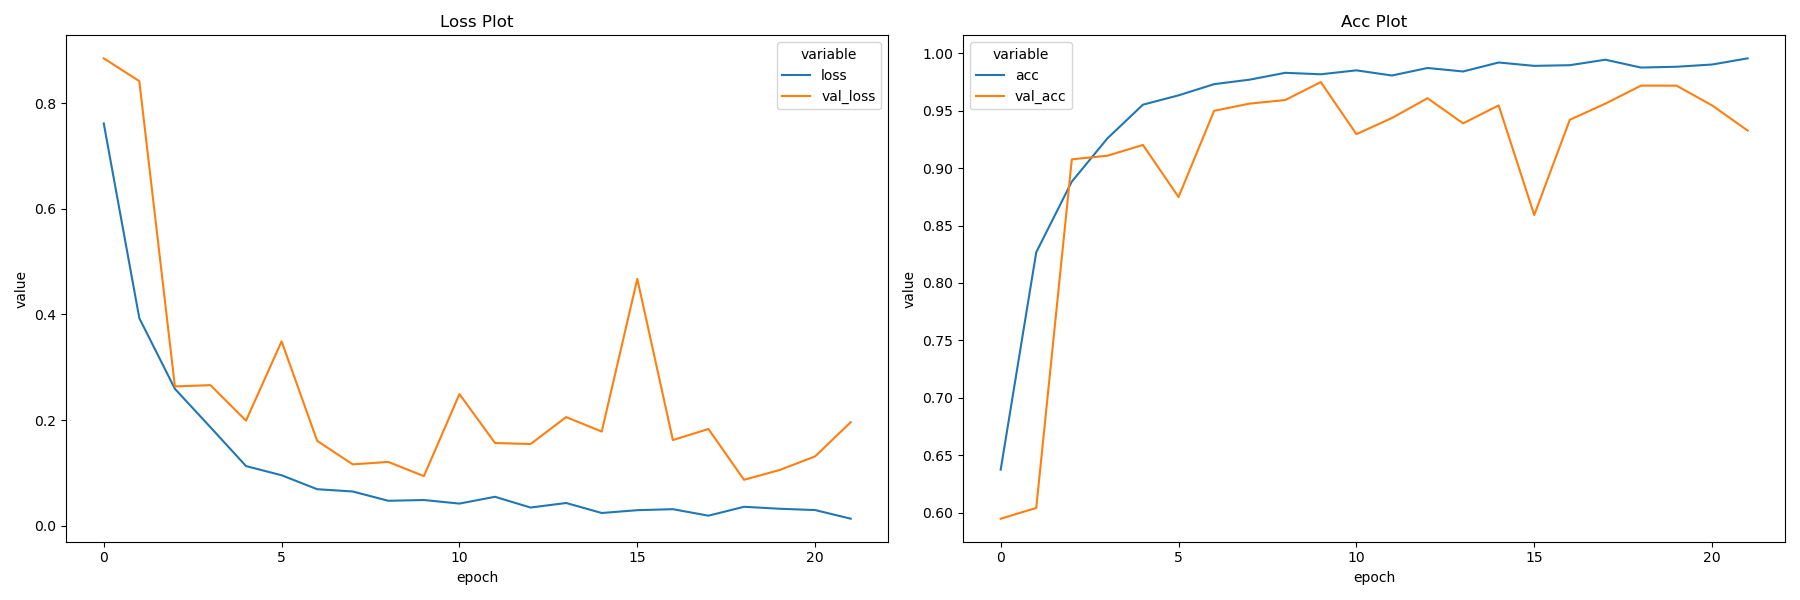 Loss Plot
variable
loss
val_loss
value
0.8
0.6
0.4
0.2
0.0
0 5 10 15 20
epoch
Acc Plot
variable
acc
val_acc
value
1.00
0.95
0.90
0.85
0.80
0.75
0.70
0.65
0.60
0 5 10 15 20
epoch